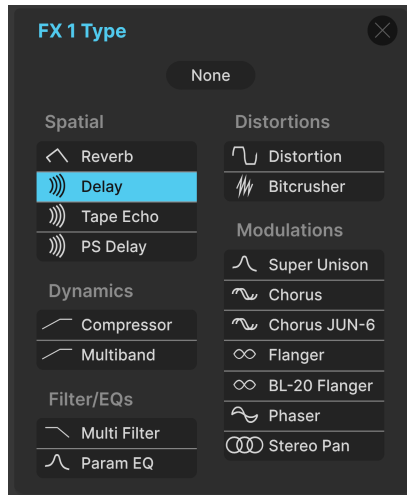 FX 1 Type
None
Spatial
Reverb
Delay
Tape Echo
PS Delay
Dynamics
Compressor
Multiband
Filter/EQs
Multi Filter
Param EQ
Distortions
Distortion
Bitcrusher
Modulations
Super Unison
Chorus
Chorus JUN-6
Flanger
BL-20 Flanger
Phaser
Stereo Pan